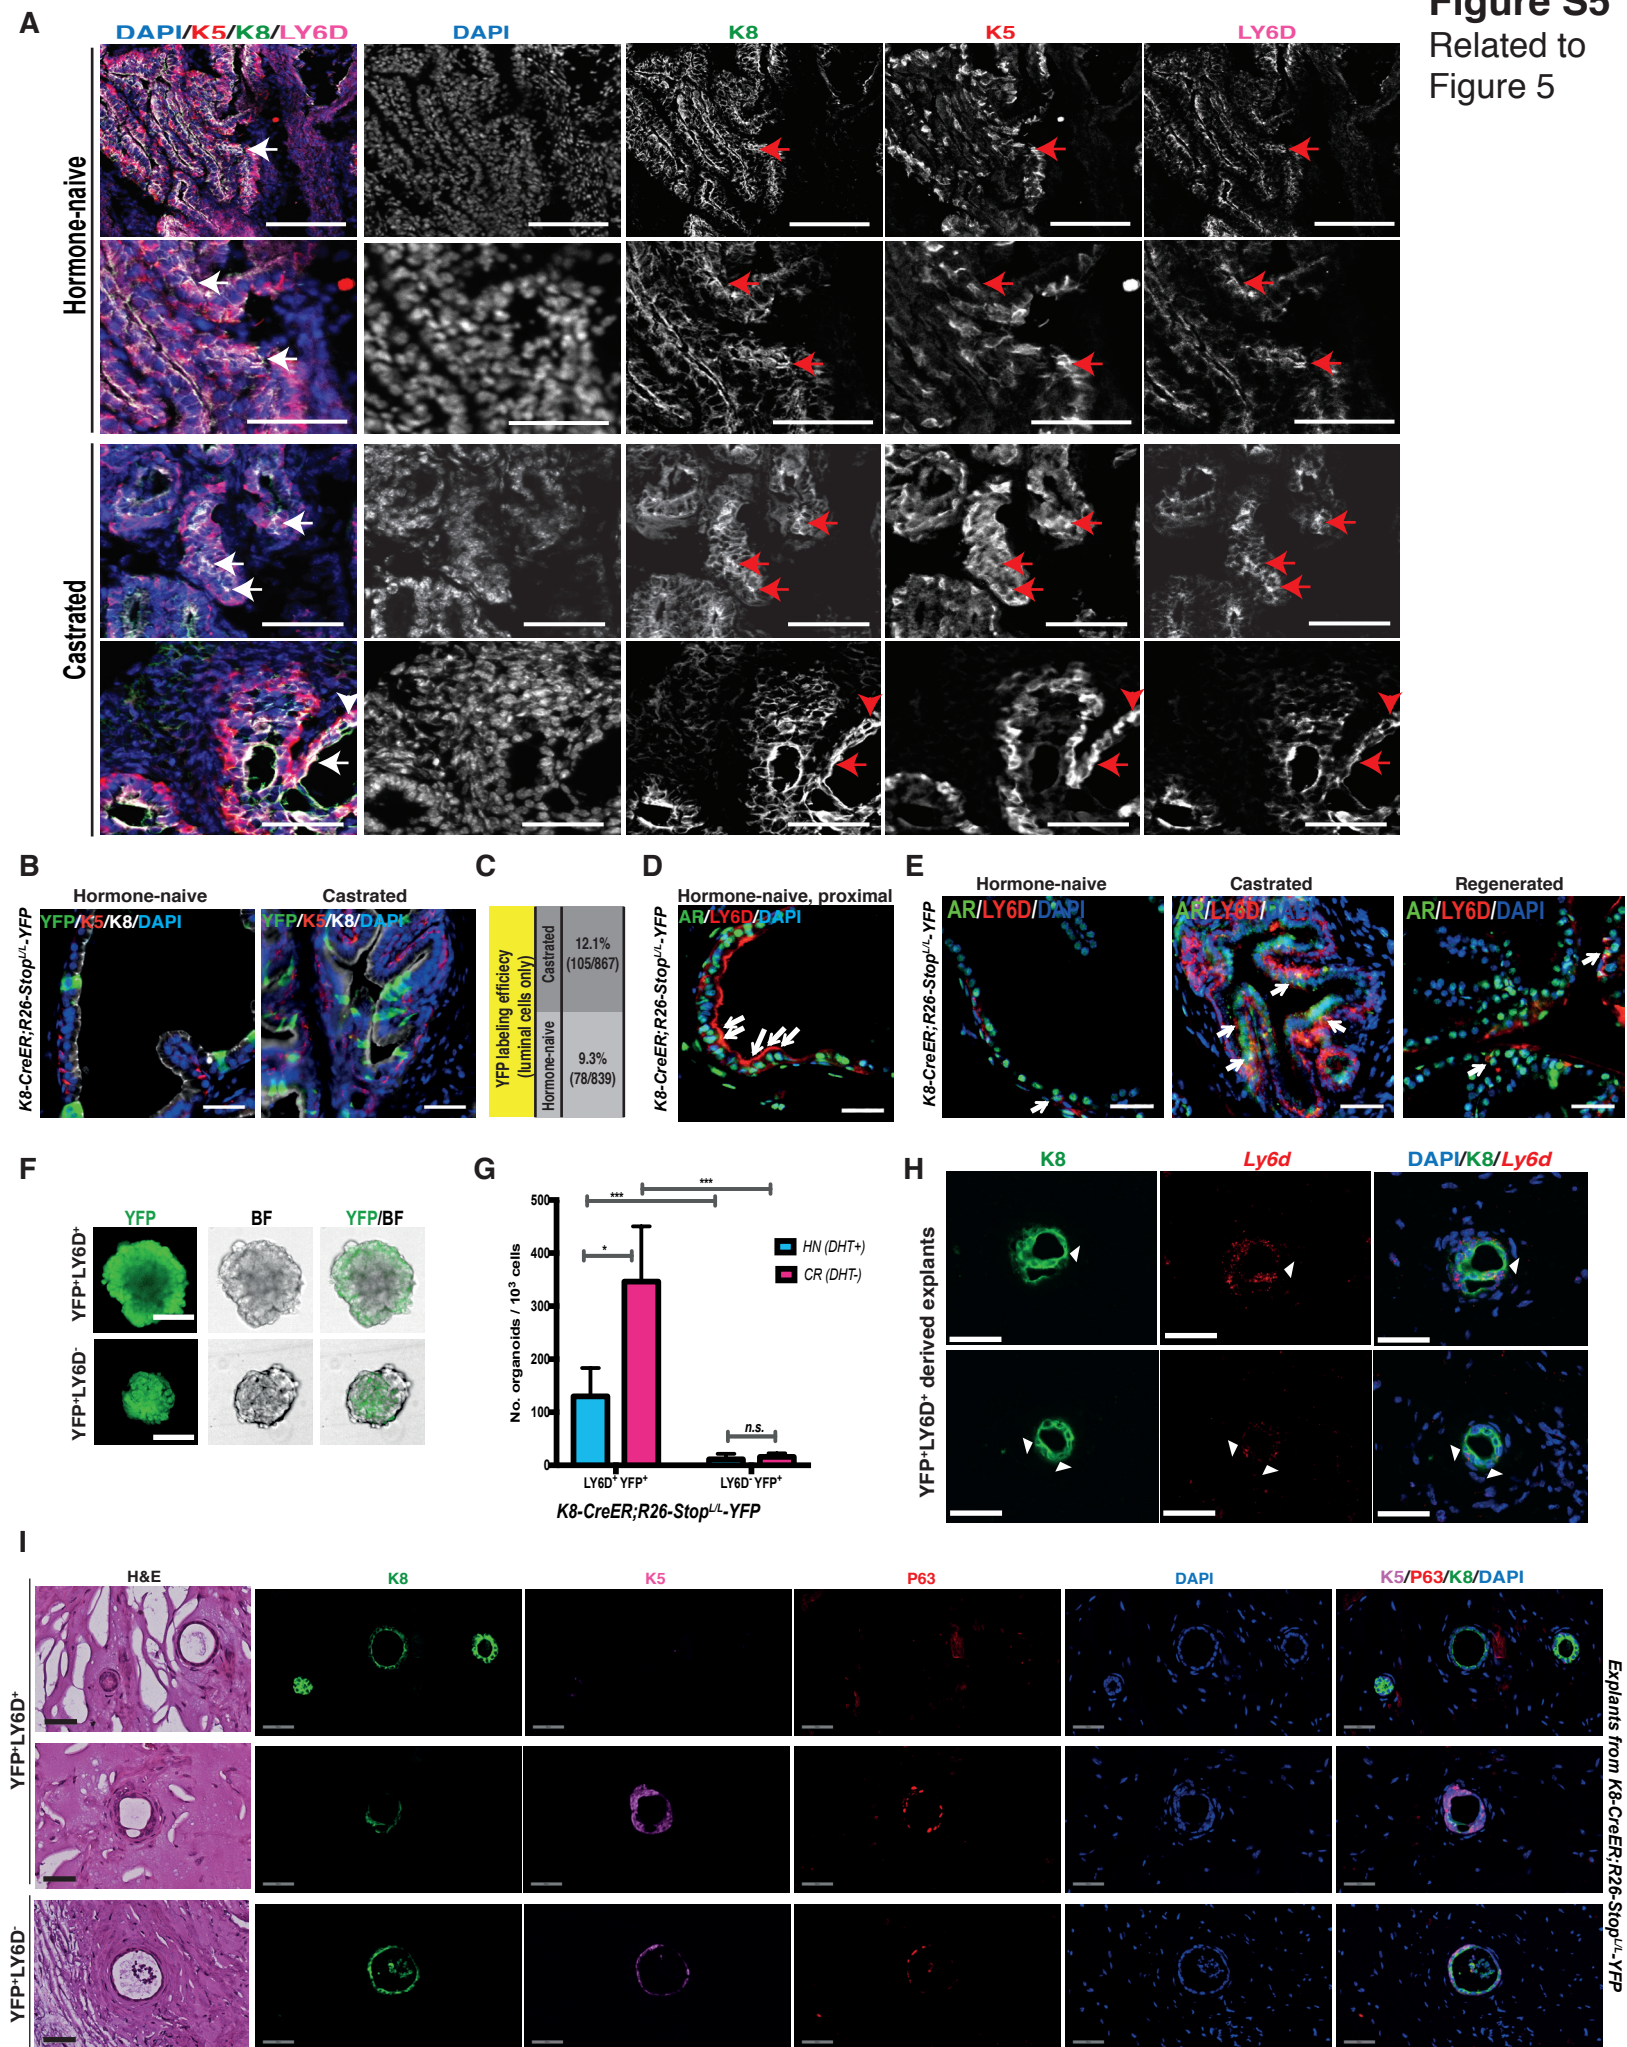 Figure S5
Related to
Figure 5
A
DAPI/K5/K8/LY6D
DAPI
K8
K5
LY6D
Hormone-naive
Castrated
B
K8-CreER;R26-Stop^L/L-YFP
Hormone-naive
YFP/K5/K8/DAPI
Castrated
YFP/K5/K8/DAPI
C
YFP labeling efficiecy
(luminal cells only)
Castrated
12.1%
(105/867)
Hormone-naive
9.3%
(78/839)
D
K8-CreER;R26-Stop^L/L-YFP
Hormone-naive, proximal
AR/LY6D/DAPI
E
K8-CreER;R26-Stop^L/L-YFP
Hormone-naive
AR/LY6D/DAPI
Castrated
AR/LY6D/
Regenerated
AR/LY6D/DAPI
F
YFP
BF
YFP/BF
YFP+LY6D+
YFP+LY6D-
G
No. organoids / 10³ cells
500
400
300
200
100
0
***
***
*
n.s.
HN (DHT+)
CR (DHT-)
LY6D+ YFP+
LY6D- YFP+
K8-CreER;R26-Stop^L/L-YFP
H
K8
Ly6d
DAPI/K8/Ly6d
YFP+LY6D+ derived explants
I
H&E
K8
K5
P63
DAPI
K5/P63/K8/DAPI
YFP+LY6D+
YFP+LY6D-
Explants from K8-CreER;R26-Stop^L/L-YFP